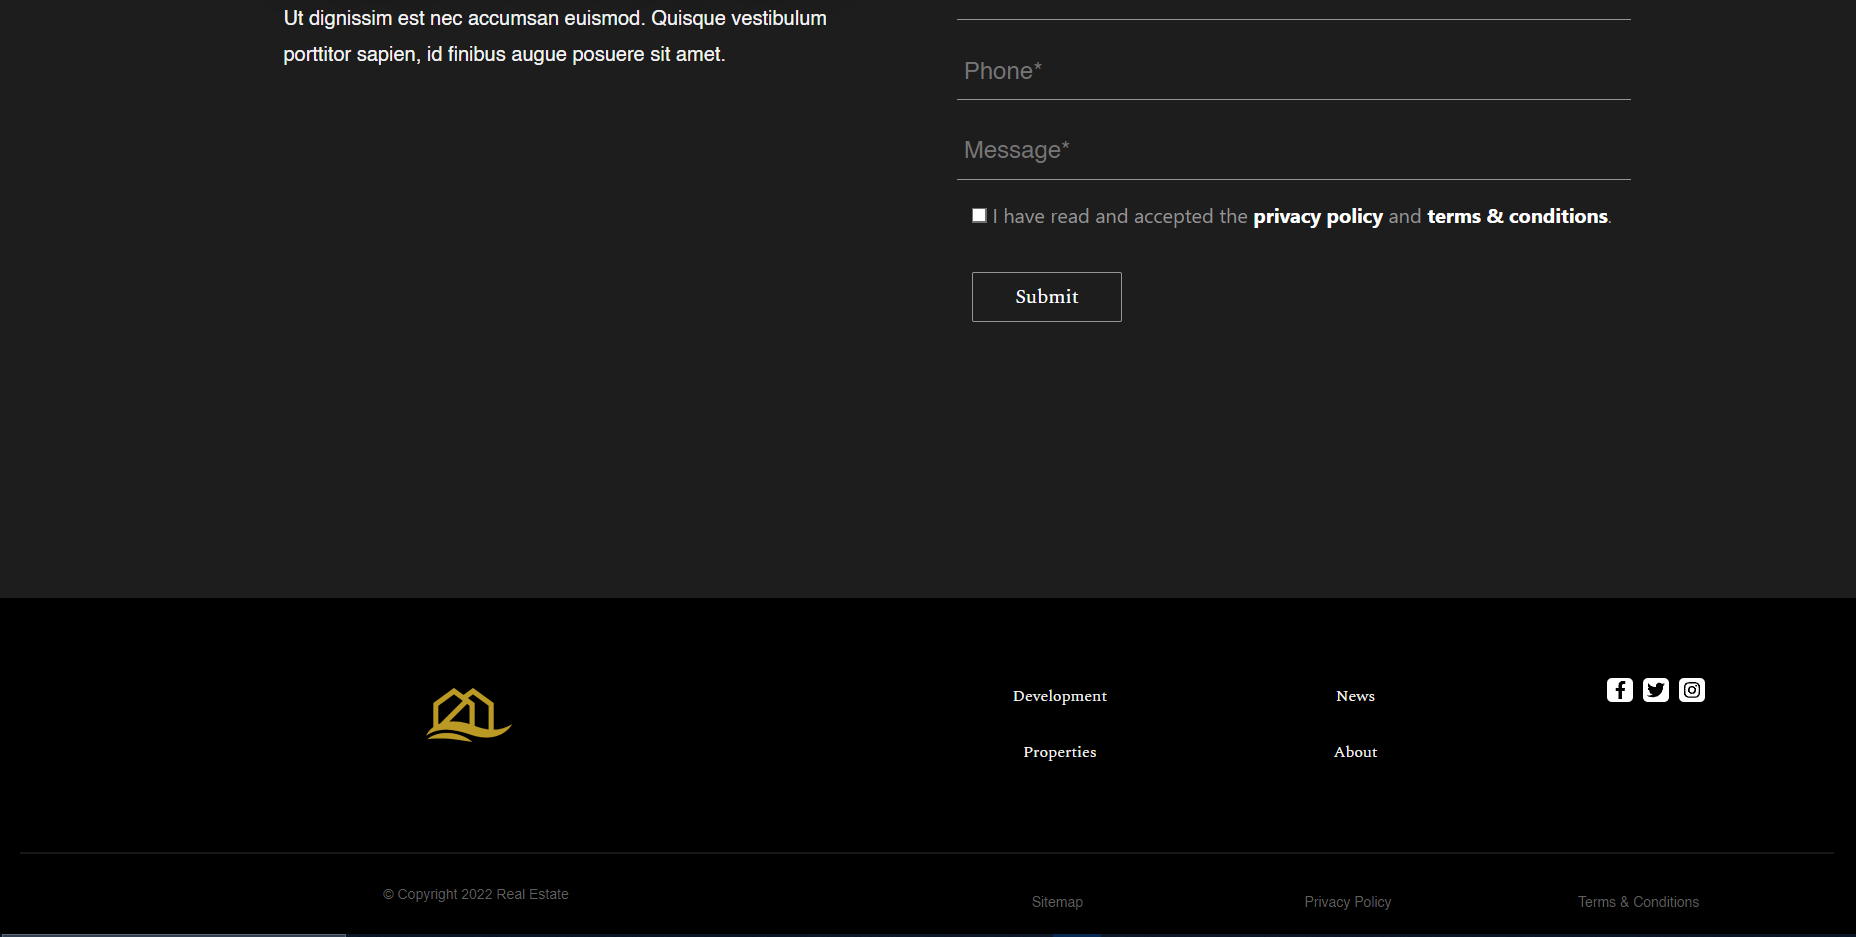 Ut dignissim est nec accumsan euismod. Quisque vestibulum
porttitor sapien, id finibus augue posuere sit amet.
Phone*
Message*
I have read and accepted the privacy policy and terms & conditions.
Submit
Development
News
Properties
About
© Copyright 2022 Real Estate
Sitemap
Privacy Policy
Terms & Conditions